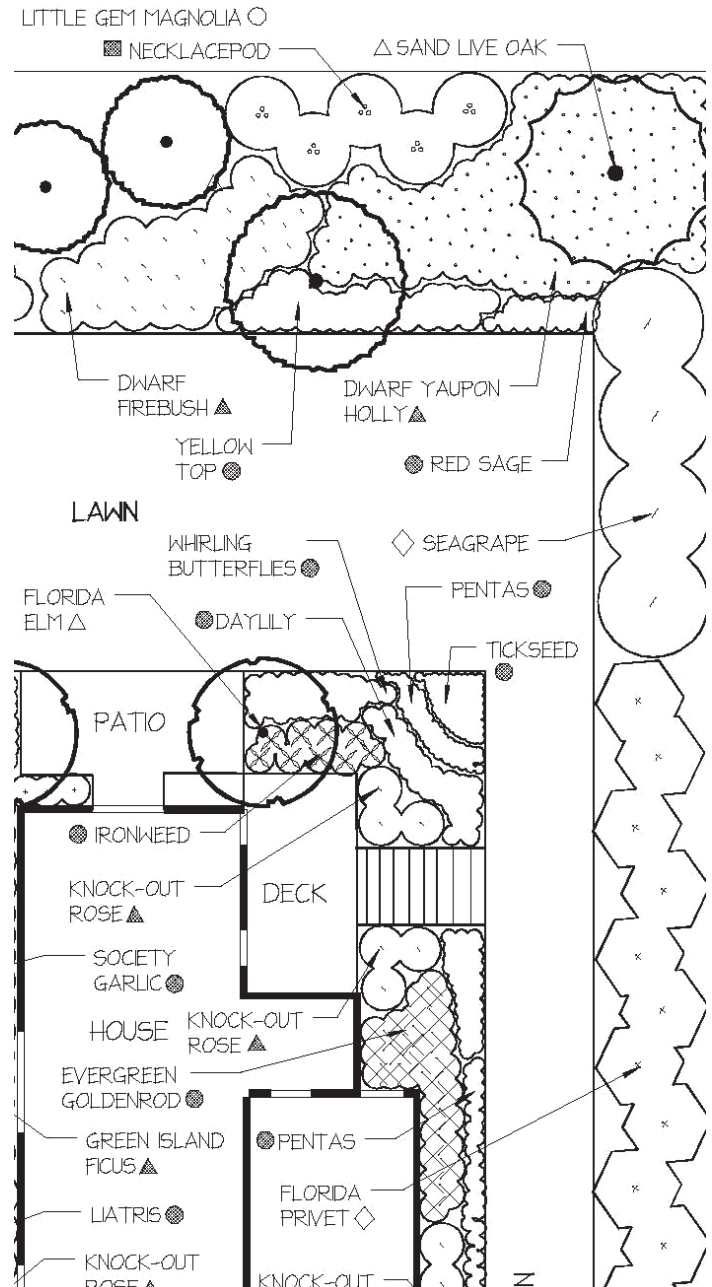 LITTLE GEM MAGNOLIA
NECKLACEPOD
SAND LIVE OAK
DWARF
FIREBUSH
DWARF YAUPON
HOLLY
YELLOW
TOP
RED SAGE
LAWN
WHIRLING
BUTTERFLIES
SEAGRAPE
PENTAS
FLORIDA
ELM
DAYLILY
TICKSEED
PATIO
IRONWEED
KNOCK-OUT
ROSE
DECK
SOCIETY
GARLIC
HOUSE
KNOCK-OUT
ROSE
EVERGREEN
GOLDENROD
GREEN ISLAND
FICUS
PENTAS
FLORIDA
PRIVET
LIATRIS
KNOCK-OUT
ROSE
KNOCK-OUT
N